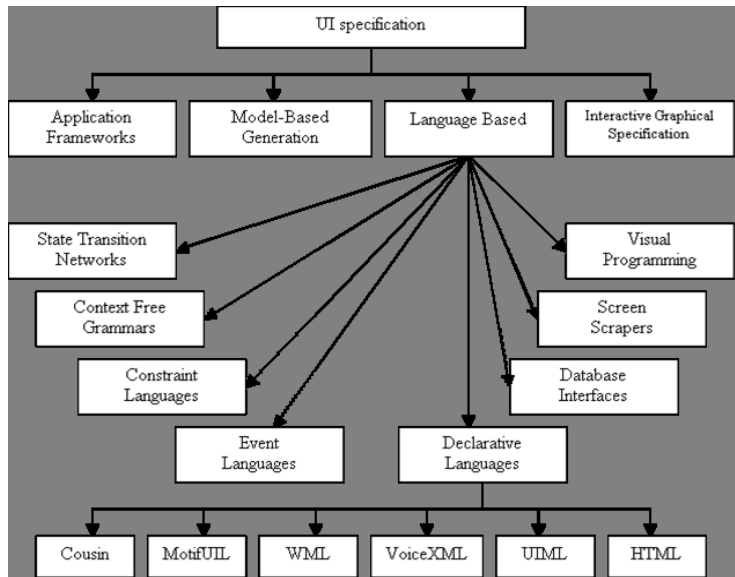 UI specification
Application
Frameworks
Model-Based
Generation
Language Based
Interactive Graphical
Specification
State Transition
Networks
Visual
Programming
Context Free
Grammars
Screen
Scrapers
Constraint
Languages
Database
Interfaces
Event
Languages
Declarative
Languages
Cousin
MotifUIL
WML
VoiceXML
UIML
HTML